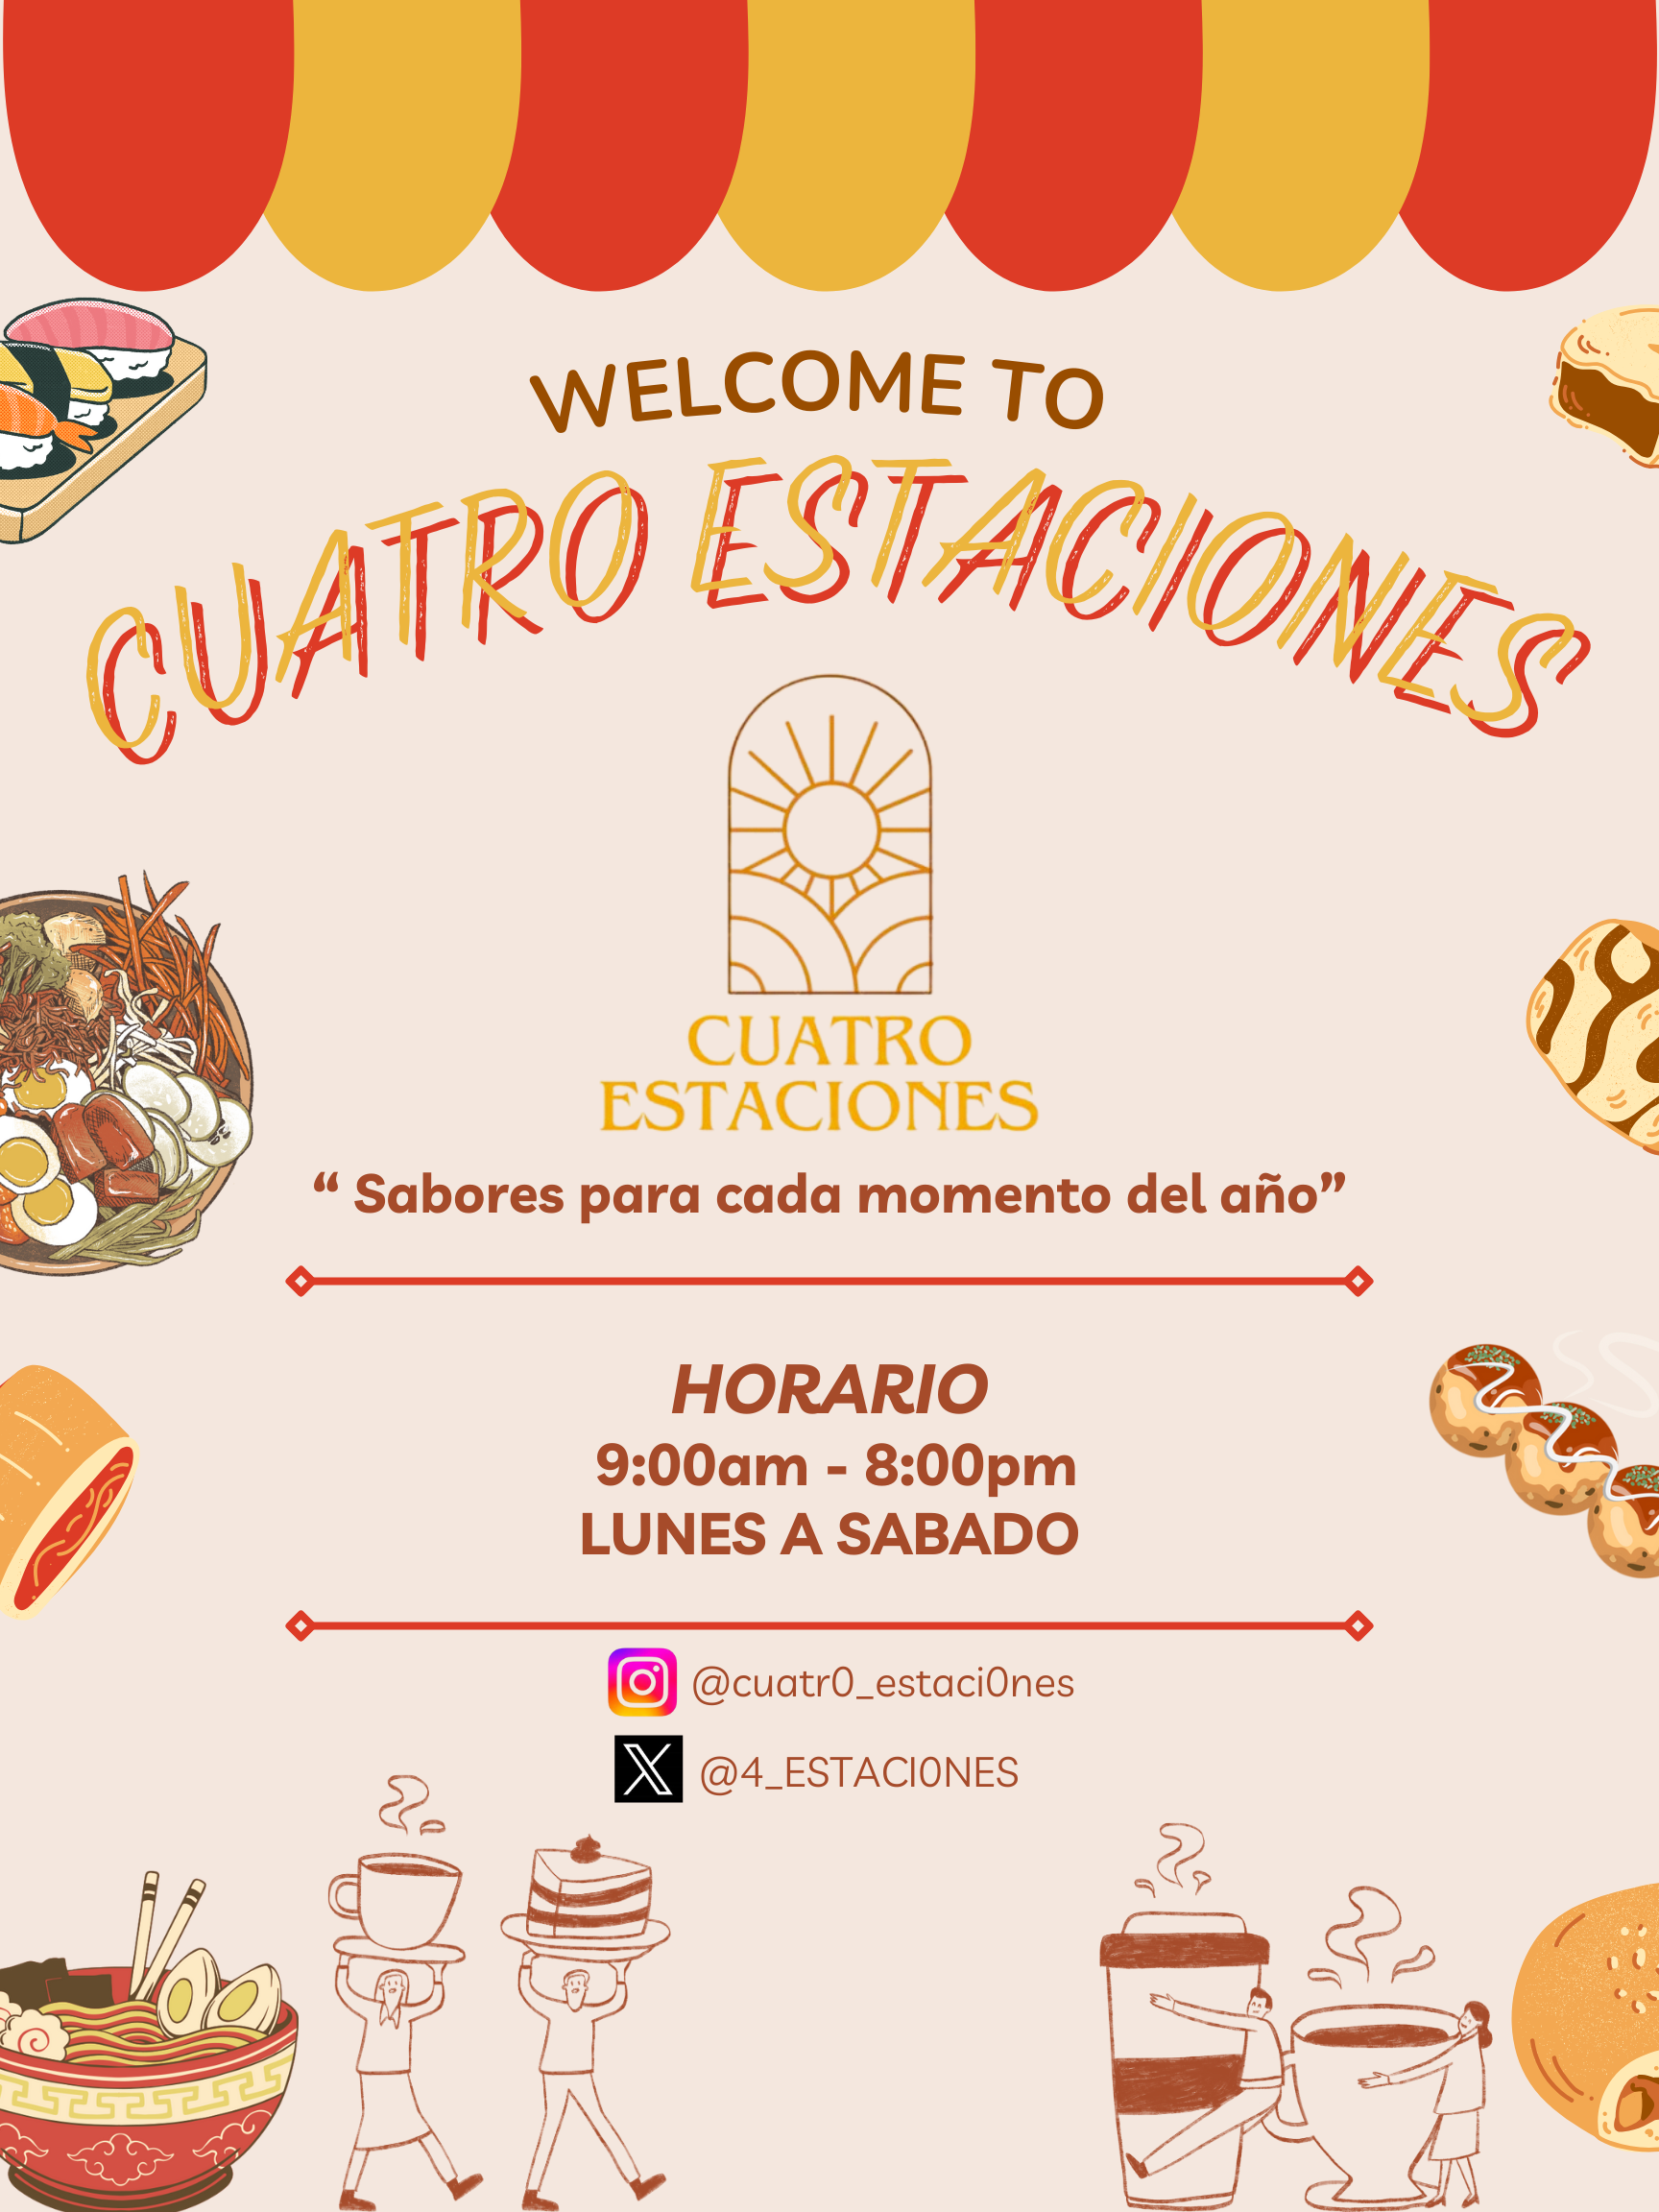 WELCOME TO
CUATRO ESTACIONES
CUATRO
ESTACIONES
“ Sabores para cada momento del año”
HORARIO
9:00am - 8:00pm
LUNES A SABADO
@cuatr0_estaci0nes
@4_ESTACI0NES